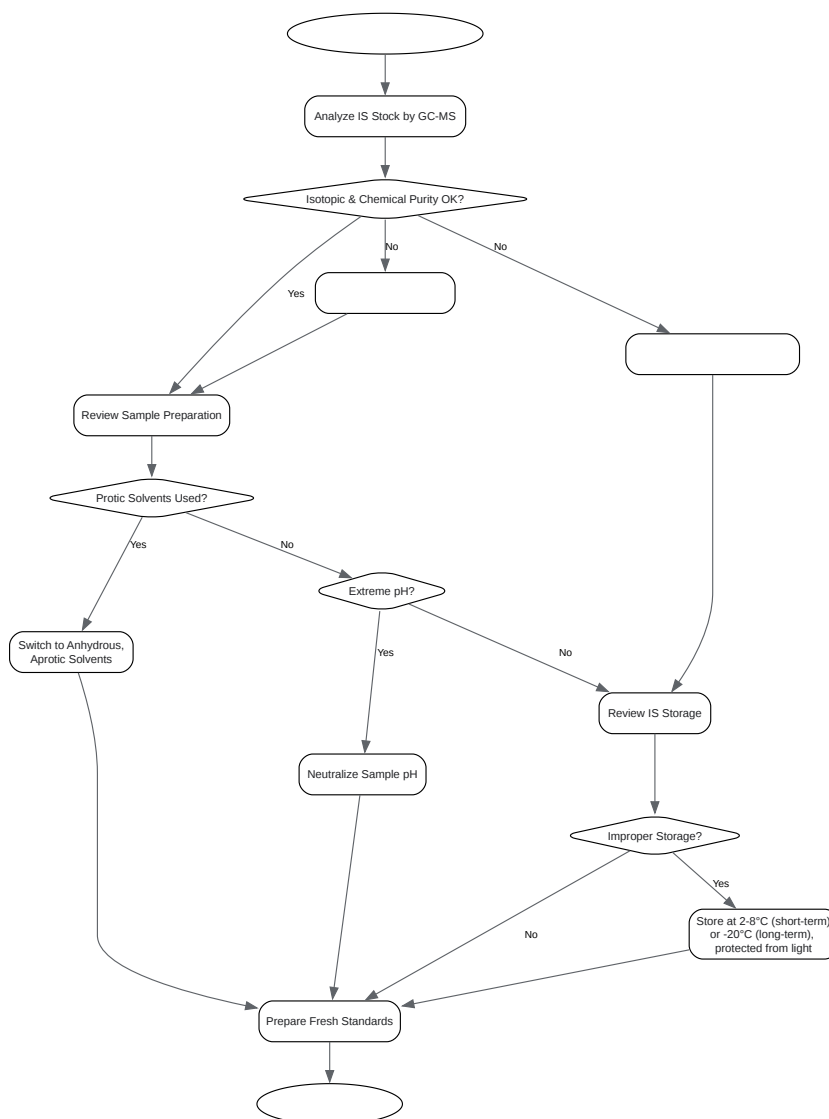 Analyze IS Stock by GC-MS
Isotopic & Chemical Purity OK?
No
No
Yes
Review Sample Preparation
Protic Solvents Used?
Yes
No
Extreme pH?
Switch to Anhydrous,
Aprotic Solvents
Yes
No
Review IS Storage
Neutralize Sample pH
Improper Storage?
Yes
Store at 2-8°C (short-term)
or -20°C (long-term),
protected from light
No
Prepare Fresh Standards